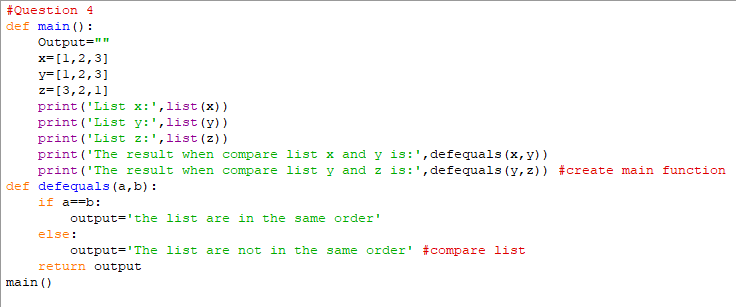 #Question 4
def main():
    Output=""
    x=[1,2,3]
    y=[1,2,3]
    z=[3,2,1]
    print('List x:',list(x))
    print('List y:',list(y))
    print('List z:',list(z))
    print('The result when compare list x and y is:',defequals(x,y))
    print('The result when compare list y and z is:',defequals(y,z)) #create main function
def defequals(a,b):
    if a==b:
        output='the list are in the same order'
    else:
        output='The list are not in the same order' #compare list
    return output
main()